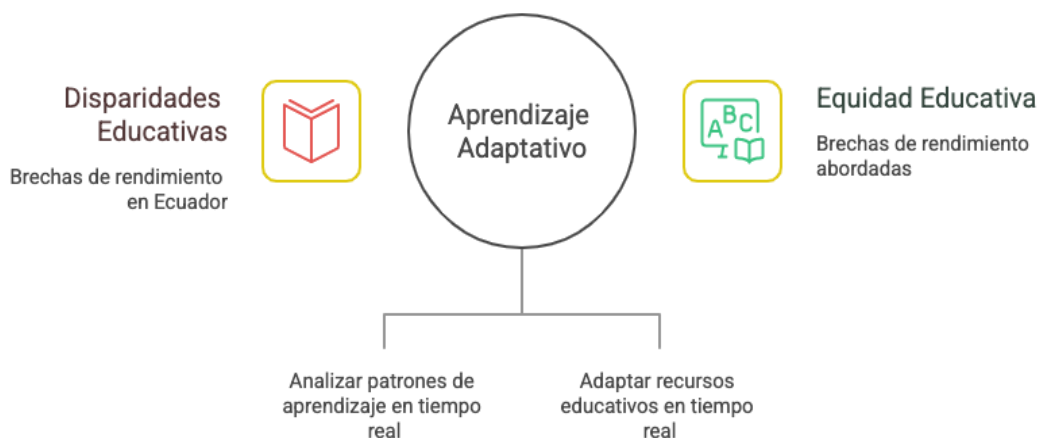 Disparidades
Educativas
Brechas de rendimiento
en Ecuador
Aprendizaje
Adaptativo
ABC
Equidad Educativa
Brechas de rendimiento
abordadas
Analizar patrones de
aprendizaje en tiempo
real
Adaptar recursos
educativos en tiempo
real